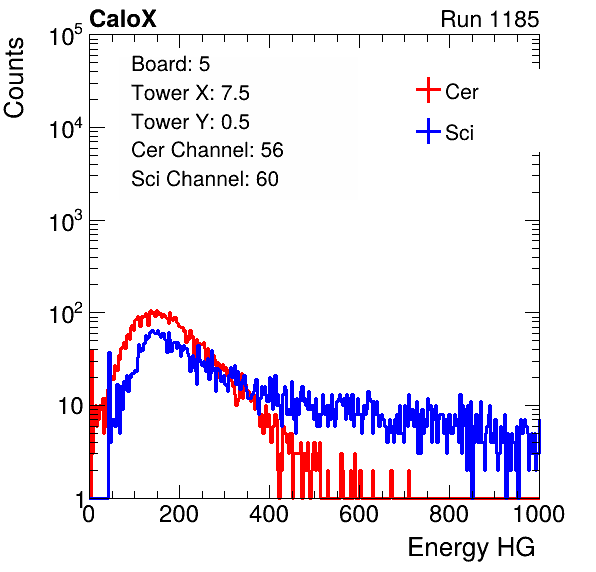 CaloX Run 1185
Counts
10^5
10^4
10^3
10^2
10
1
Board: 5
Tower X: 7.5
Tower Y: 0.5
Cer Channel: 56
Sci Channel: 60
Cer
Sci
0 200 400 600 800 1000
Energy HG